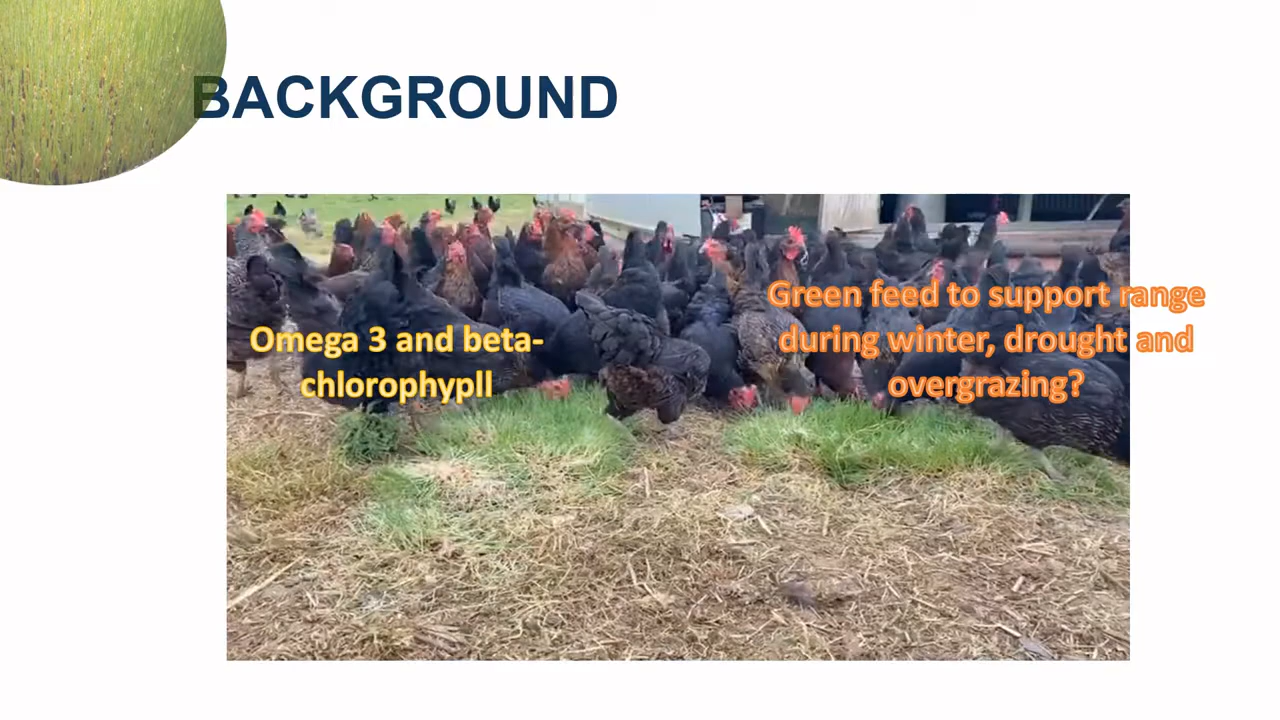 BACKGROUND
Omega 3 and beta-
chlorophypll
Green feed to support range
during winter, drought and
overgrazing?